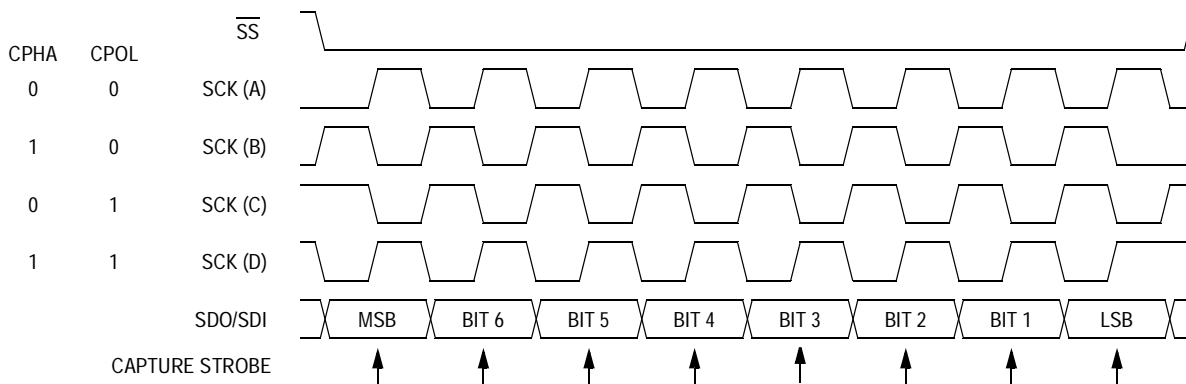 SS
CPHA CPOL
0 0 SCK (A)
1 0 SCK (B)
0 1 SCK (C)
1 1 SCK (D)
SDO/SDI MSB BIT 6 BIT 5 BIT 4 BIT 3 BIT 2 BIT 1 LSB
CAPTURE STROBE